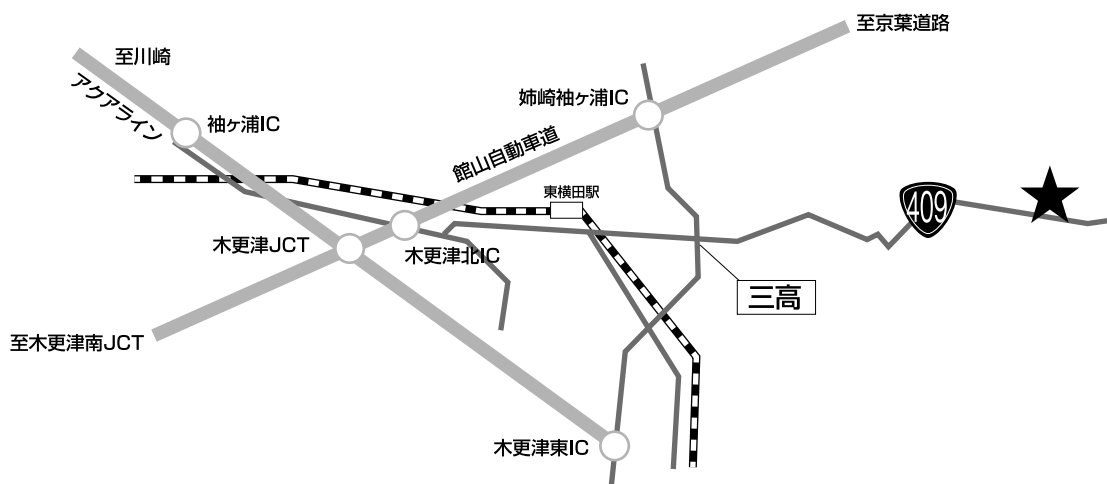 至京葉道路
至川崎
アクアライン
姉崎袖ヶ浦IC
袖ヶ浦IC
館山自動車道
東横田駅
409
木更津JCT
木更津北IC
三高
至木更津南JCT
木更津東IC